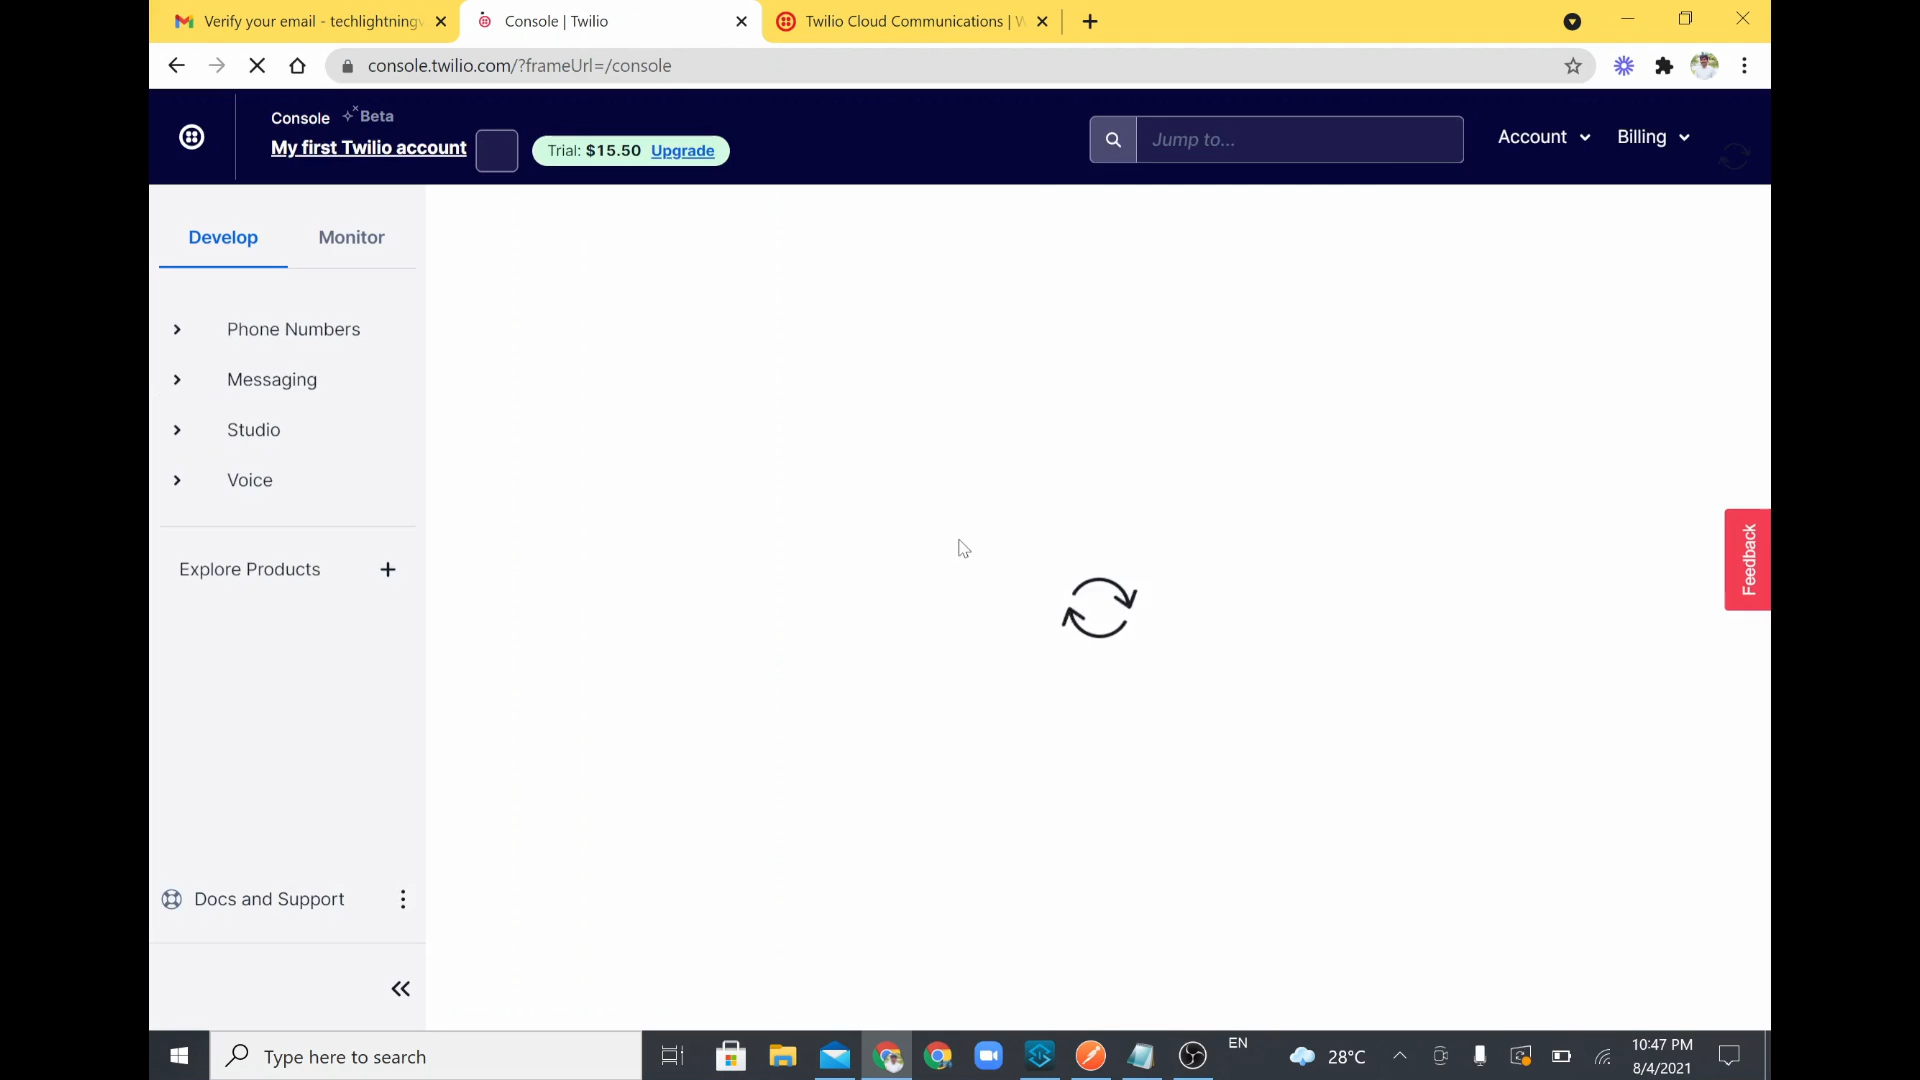 Verify your email - techlightning
Console | Twilio
Twilio Cloud Communications | W
console.twilio.com/?frameUrl=/console
Console Beta
My first Twilio account
Trial: $15.50 Upgrade
Jump to...
Account
Billing
Develop
Monitor
Phone Numbers
Messaging
Studio
Voice
Explore Products
Feedback
Docs and Support
Type here to search
EN
28°C
10:47 PM
8/4/2021